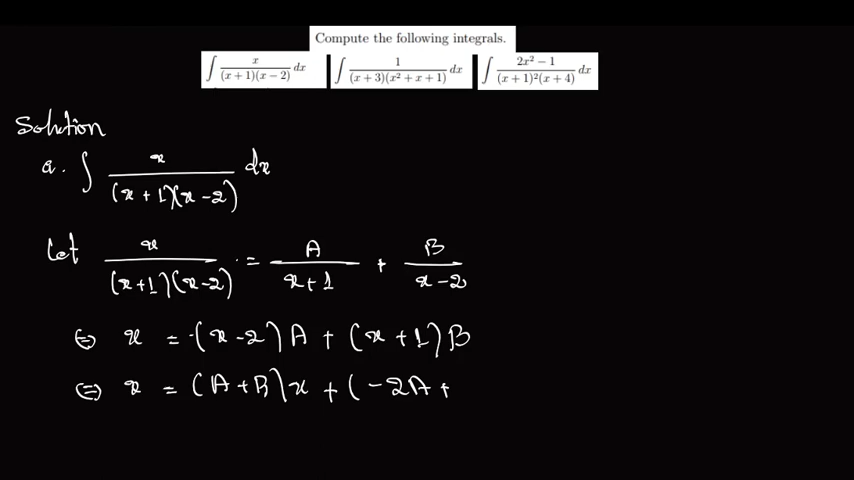 Compute the following integrals.
∫ x/((x+1)(x−2)) dx ∫ 1/((x+3)(x²+x+1)) dx ∫ (2x²−1)/((x+1)²(x+4)) dx
Solution
a. ∫ x/((x+1)(x−2)) dx
Let x/((x+1)(x−2)) = A/(x+1) + B/(x−2)
⇔ x = (x−2)A + (x+1)B
⇔ x = (A+B)x + (−2A +